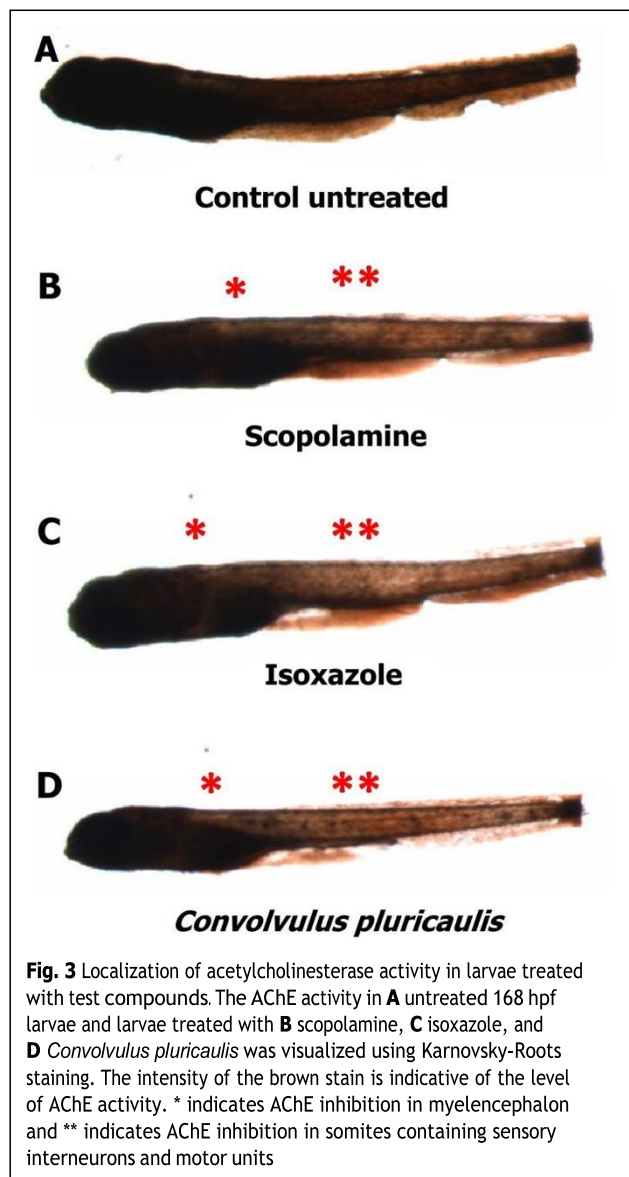 A
Control untreated
B
* **
Scopolamine
C
* **
Isoxazole
D
* **
Convolvulus pluricaulis
Fig. 3 Localization of acetylcholinesterase activity in larvae treated
with test compounds. The AChE activity in A untreated 168 hpf
larvae and larvae treated with B scopolamine, C isoxazole, and
D Convolvulus pluricaulis was visualized using Karnovsky-Roots
staining. The intensity of the brown stain is indicative of the level
of AChE activity. * indicates AChE inhibition in myelencephalon
and ** indicates AChE inhibition in somites containing sensory
interneurons and motor units